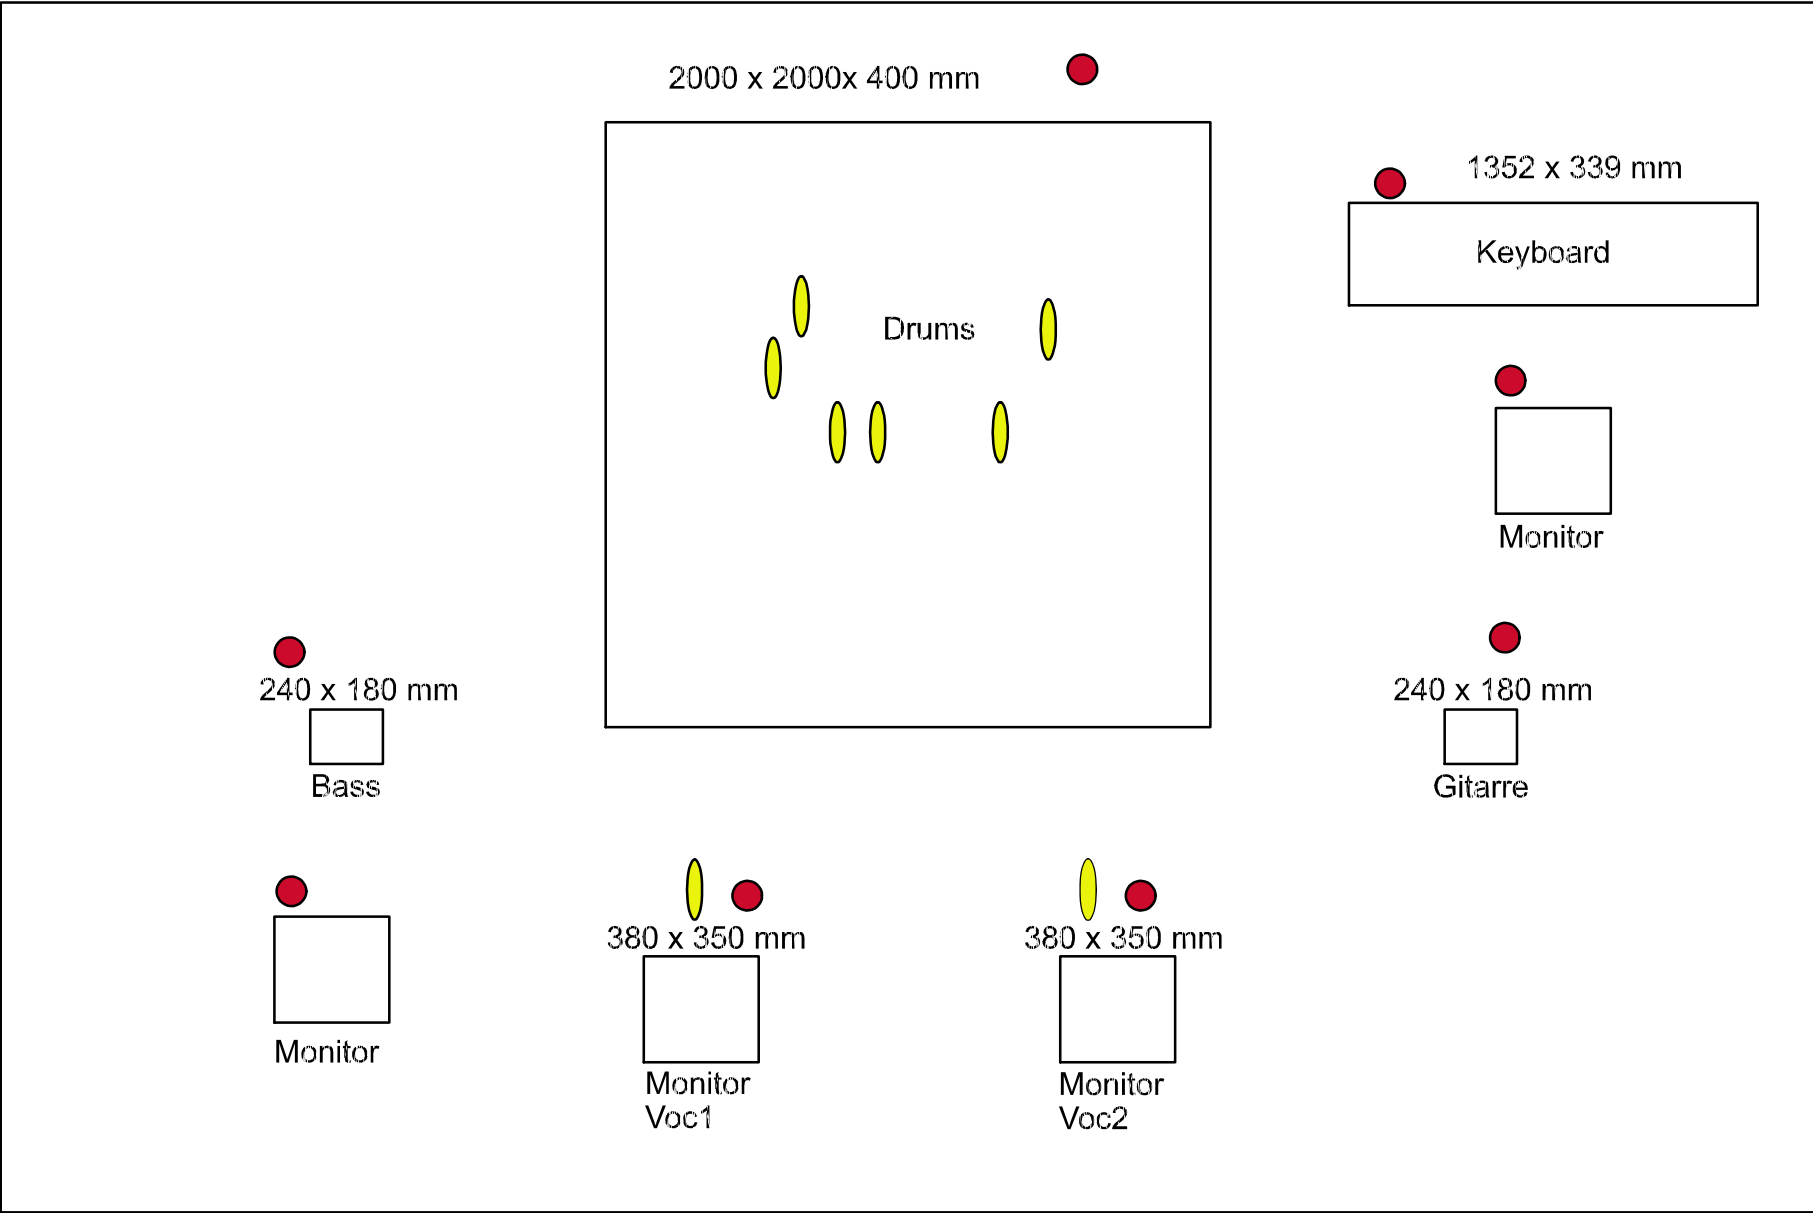 2000 x 2000x 400 mm
1352 x 339 mm
Keyboard
Drums
Monitor
240 x 180 mm
Bass
240 x 180 mm
Gitarre
380 x 350 mm
380 x 350 mm
Monitor
Monitor
Voc1
Monitor
Voc2